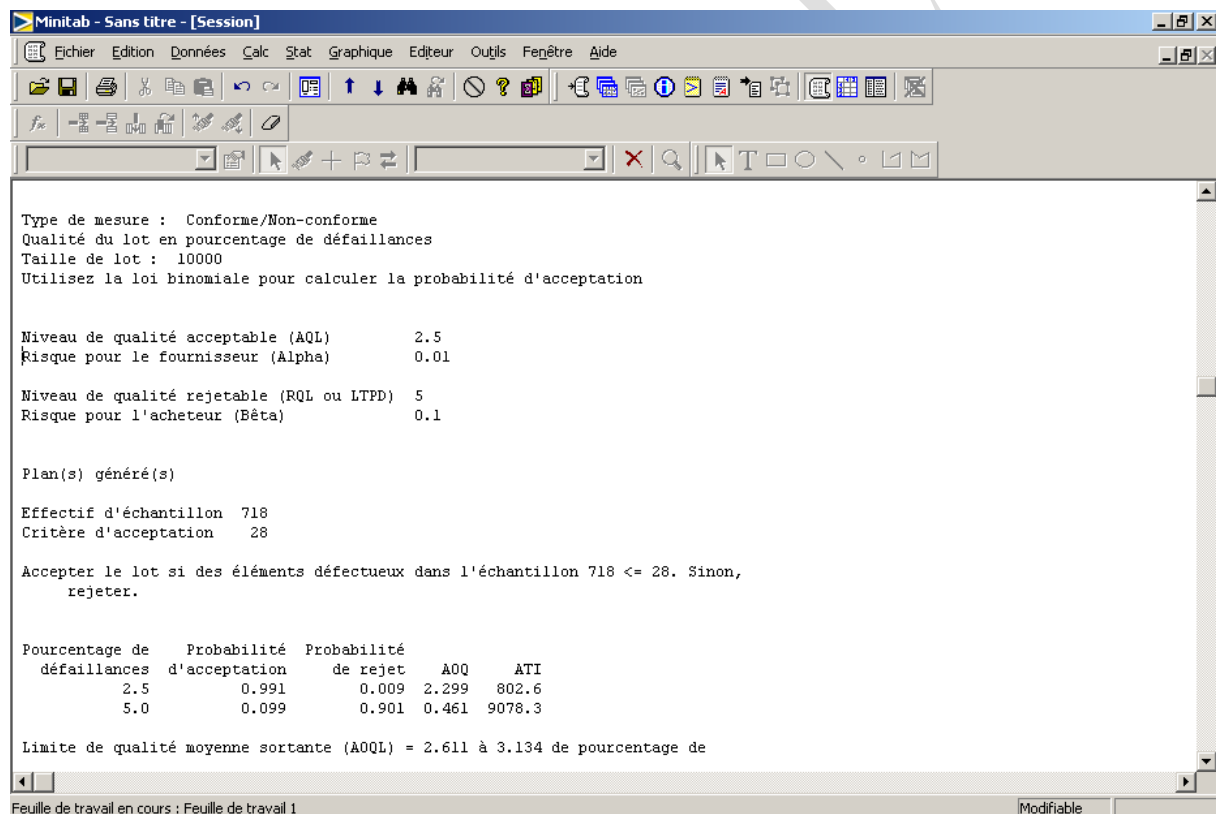 Minitab - Sans titre - [Session]
Fichier Edition Données Calc Stat Graphique Editeur Outils Fenêtre Aide
Type de mesure : Conforme/Non-conforme
Qualité du lot en pourcentage de défaillances
Taille de lot : 10000
Utilisez la loi binomiale pour calculer la probabilité d'acceptation
Niveau de qualité acceptable (AQL) 2.5
Risque pour le fournisseur (Alpha) 0.01
Niveau de qualité rejetable (RQL ou LTPD) 5
Risque pour l'acheteur (Bêta) 0.1
Plan(s) généré(s)
Effectif d'échantillon 718
Critère d'acceptation 28
Accepter le lot si des éléments défectueux dans l'échantillon 718 <= 28. Sinon,
rejeter.
Pourcentage de Probabilité Probabilité
défaillances d'acceptation de rejet AOQ ATI
2.5 0.991 0.009 2.299 802.6
5.0 0.099 0.901 0.461 9078.3
Limite de qualité moyenne sortante (AOQL) = 2.611 à 3.134 de pourcentage de
Feuille de travail en cours : Feuille de travail 1 Modifiable